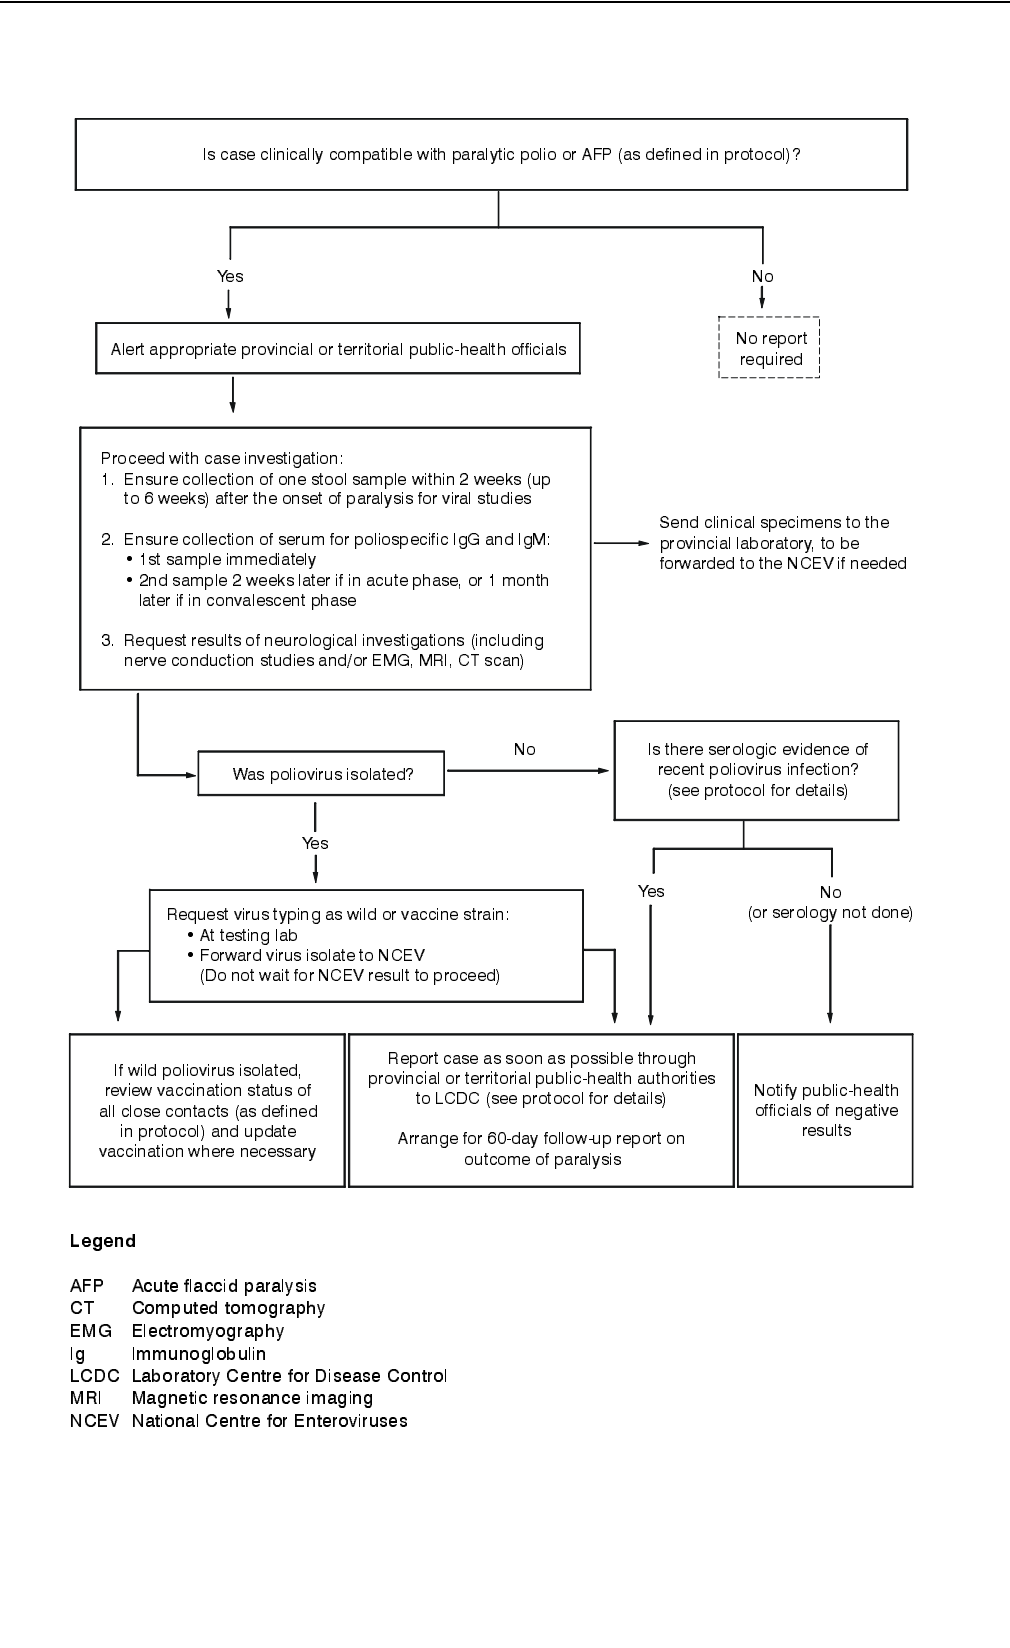 Is case clinically compatible with paralytic polio or AFP (as defined in protocol)?
Yes
No
Alert appropriate provincial or territorial public-health officials
No report
required
Proceed with case investigation:
1. Ensure collection of one stool sample within 2 weeks (up
to 6 weeks) after the onset of paralysis for viral studies
2. Ensure collection of serum for poliospecific IgG and IgM:
• 1st sample immediately
• 2nd sample 2 weeks later if in acute phase, or 1 month
later if in convalescent phase
3. Request results of neurological investigations (including
nerve conduction studies and/or EMG, MRI, CT scan)
Send clinical specimens to the
provincial laboratory, to be
forwarded to the NCEV if needed
Was poliovirus isolated?
No
Is there serologic evidence of
recent poliovirus infection?
(see protocol for details)
Yes
Yes
No
(or serology not done)
Request virus typing as wild or vaccine strain:
• At testing lab
• Forward virus isolate to NCEV
(Do not wait for NCEV result to proceed)
If wild poliovirus isolated,
review vaccination status of
all close contacts (as defined
in protocol) and update
vaccination where necessary
Report case as soon as possible through
provincial or territorial public-health authorities
to LCDC (see protocol for details)
Arrange for 60-day follow-up report on
outcome of paralysis
Notify public-health
officials of negative
results
Legend
AFP Acute flaccid paralysis
CT Computed tomography
EMG Electromyography
Ig Immunoglobulin
LCDC Laboratory Centre for Disease Control
MRI Magnetic resonance imaging
NCEV National Centre for Enteroviruses